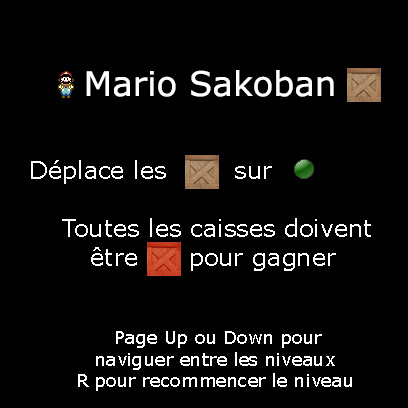 Mario Sakoban
Déplace les sur
Toutes les caisses doivent
être pour gagner
Page Up ou Down pour
naviguer entre les niveaux
R pour recommencer le niveau